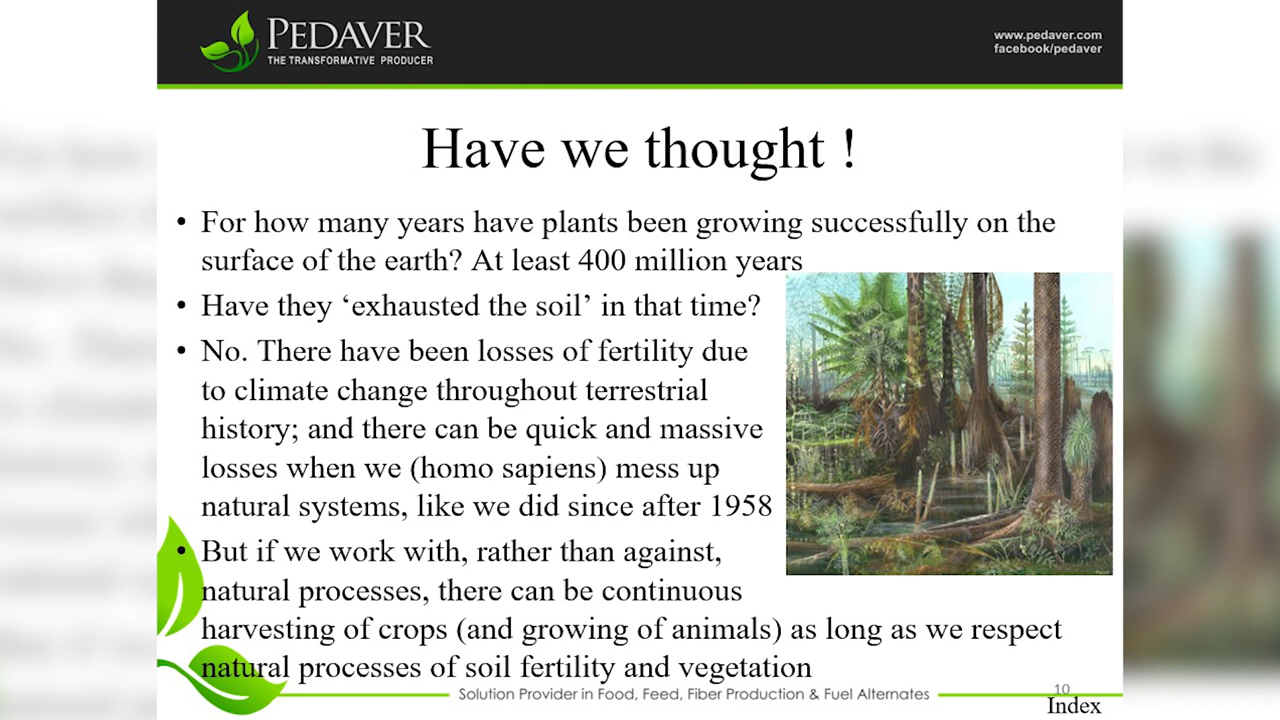 PEDAVER
THE TRANSFORMATIVE PRODUCER
www.pedaver.com
facebook/pedaver
Have we thought !
• For how many years have plants been growing successfully on the
surface of the earth? At least 400 million years
• Have they ‘exhausted the soil’ in that time?
• No. There have been losses of fertility due
to climate change throughout terrestrial
history; and there can be quick and massive
losses when we (homo sapiens) mess up
natural systems, like we did since after 1958
• But if we work with, rather than against,
natural processes, there can be continuous
harvesting of crops (and growing of animals) as long as we respect
natural processes of soil fertility and vegetation
Solution Provider in Food, Feed, Fiber Production & Fuel Alternates
10
Index